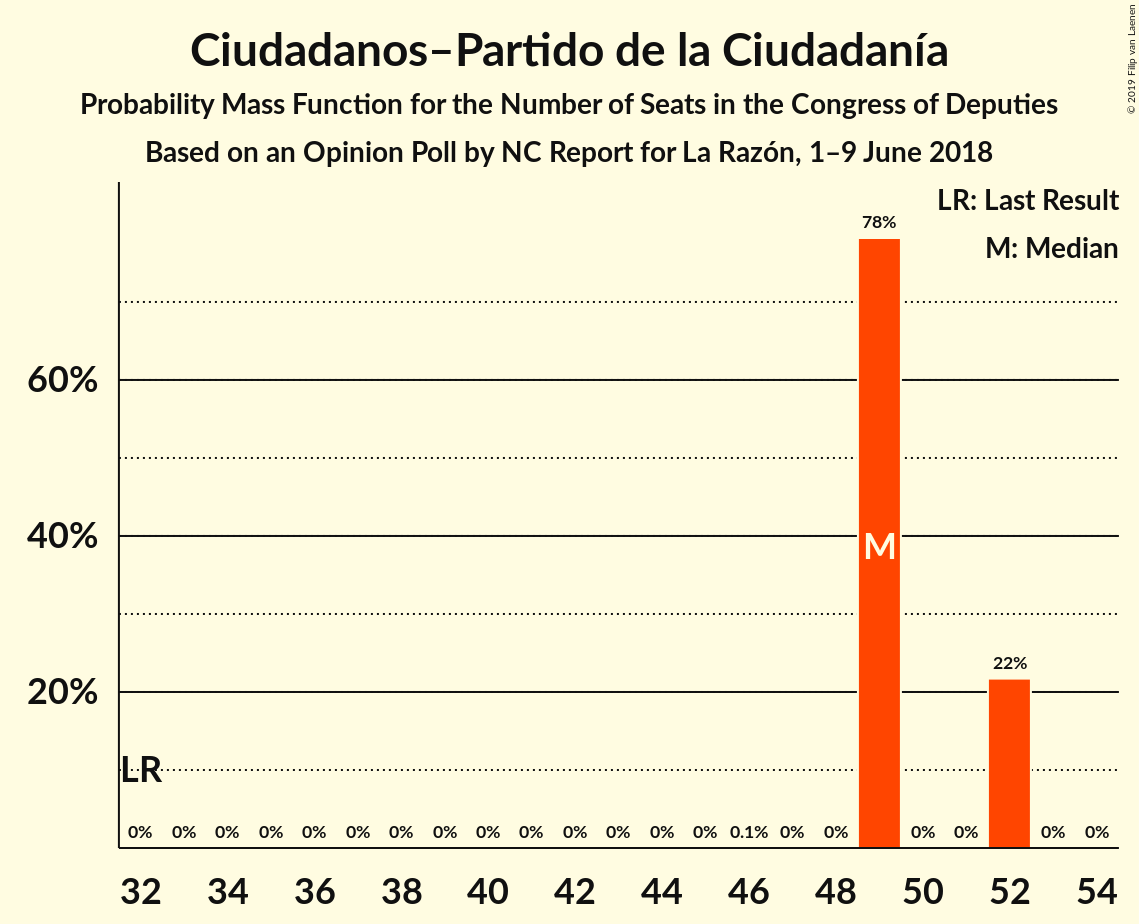 Ciudadanos–Partido de la Ciudadanía
Probability Mass Function for the Number of Seats in the Congress of Deputies
Based on an Opinion Poll by NC Report for La Razón, 1–9 June 2018
© 2019 Filip van Laenen
LR: Last Result
M: Median
78%
60%
40%
M
22%
20%
LR
0% 0% 0% 0% 0% 0% 0% 0% 0% 0% 0% 0% 0% 0% 0.1% 0% 0% 0% 0% 0% 0%
32 34 36 38 40 42 44 46 48 50 52 54